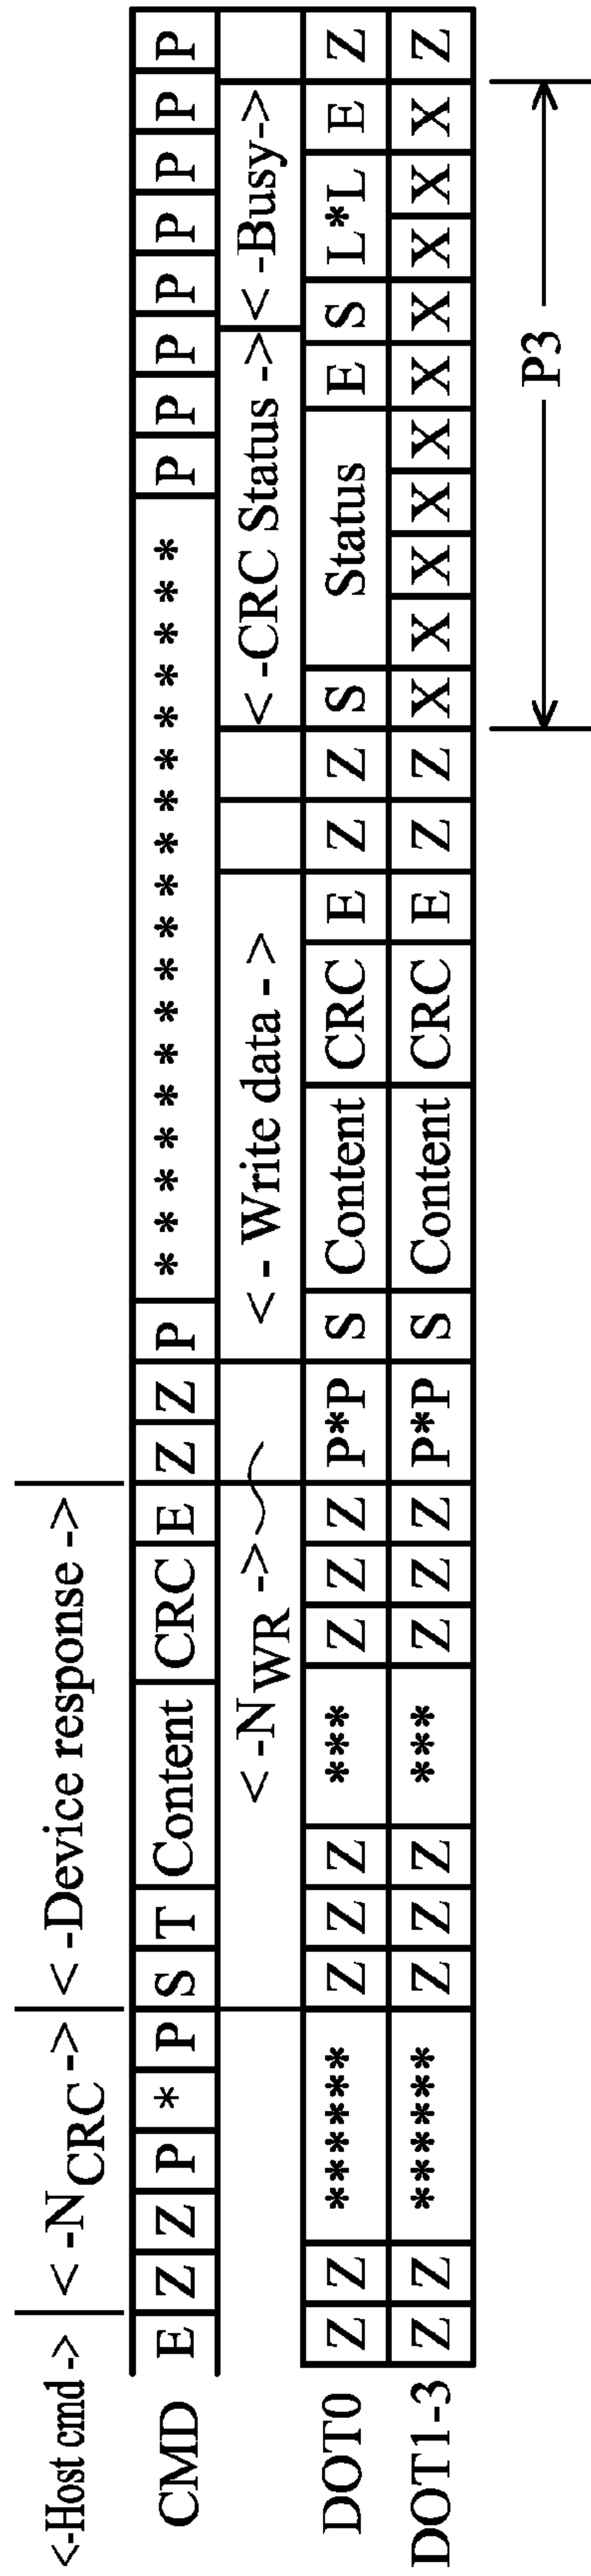 <-Host cmd -> < -NCRC -> < -Device response ->
CMD E Z Z P * P S T Content CRC E Z Z P * * * * * * * * * * * * * * * * * * P P P P P P P P
< -NWR -> < - Write data - > < -CRC Status -> < -Busy->
DOT0 Z Z ******* Z Z Z *** Z Z Z P*P S Content CRC E Z Z S Status E S L*L E Z
DOT1-3 Z Z ******* Z Z Z *** Z Z Z P*P S Content CRC E Z Z X X X X X X X X X X Z
P3